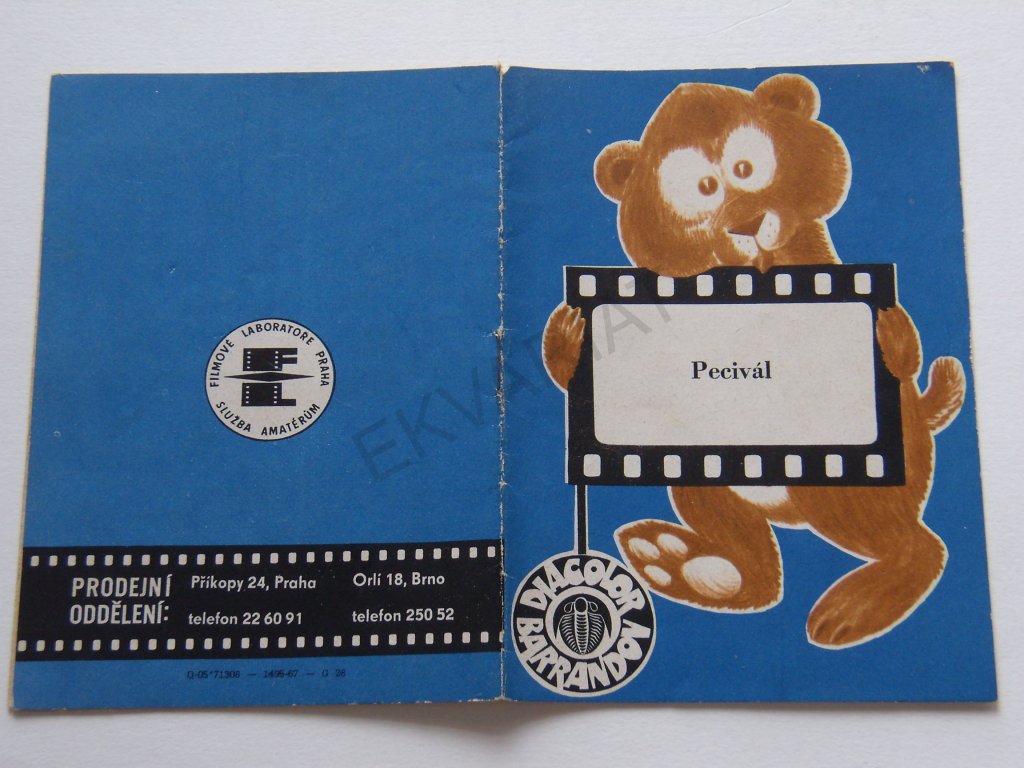 FILMOVÉ LABORATOŘE PRAHA
SLUŽBA AMATÉRŮM
PRODEJNÍ
ODDĚLENÍ:
Příkopy 24, Praha
telefon 22 60 91
Orlí 18, Brno
telefon 250 52
Pecivál
DIACOLOR
BARRANDOV